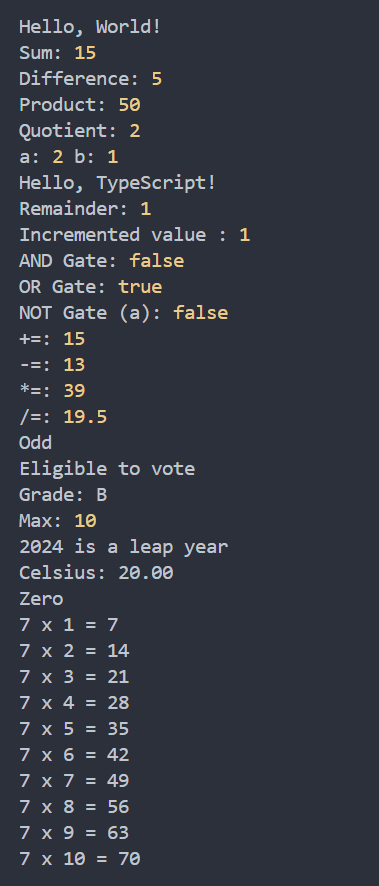 Hello, World!
Sum: 15
Difference: 5
Product: 50
Quotient: 2
a: 2 b: 1
Hello, TypeScript!
Remainder: 1
Incremented value : 1
AND Gate: false
OR Gate: true
NOT Gate (a): false
+=: 15
-=: 13
*=: 39
/=: 19.5
Odd
Eligible to vote
Grade: B
Max: 10
2024 is a leap year
Celsius: 20.00
Zero
7 x 1 = 7
7 x 2 = 14
7 x 3 = 21
7 x 4 = 28
7 x 5 = 35
7 x 6 = 42
7 x 7 = 49
7 x 8 = 56
7 x 9 = 63
7 x 10 = 70